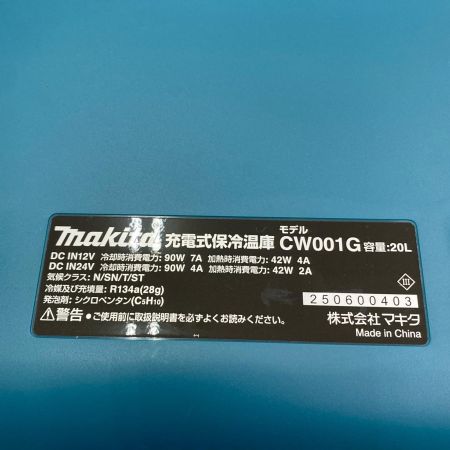 makita 充電式保冷温庫 モデル CW001G 容量:20L
DC IN12V 冷却時消費電力: 90W 7A 加熱時消費電力: 42W 4A
DC IN24V 冷却時消費電力: 90W 4A 加熱時消費電力: 42W 2A
気候クラス: N/SN/T/ST
冷媒及び充填量: R134a(28g)
発泡剤: シクロペンタン(C5H10)
250600403
⚠警告 ・ご使用前に取扱説明書を必ずよくお読みください。
株式会社マキタ
Made in China